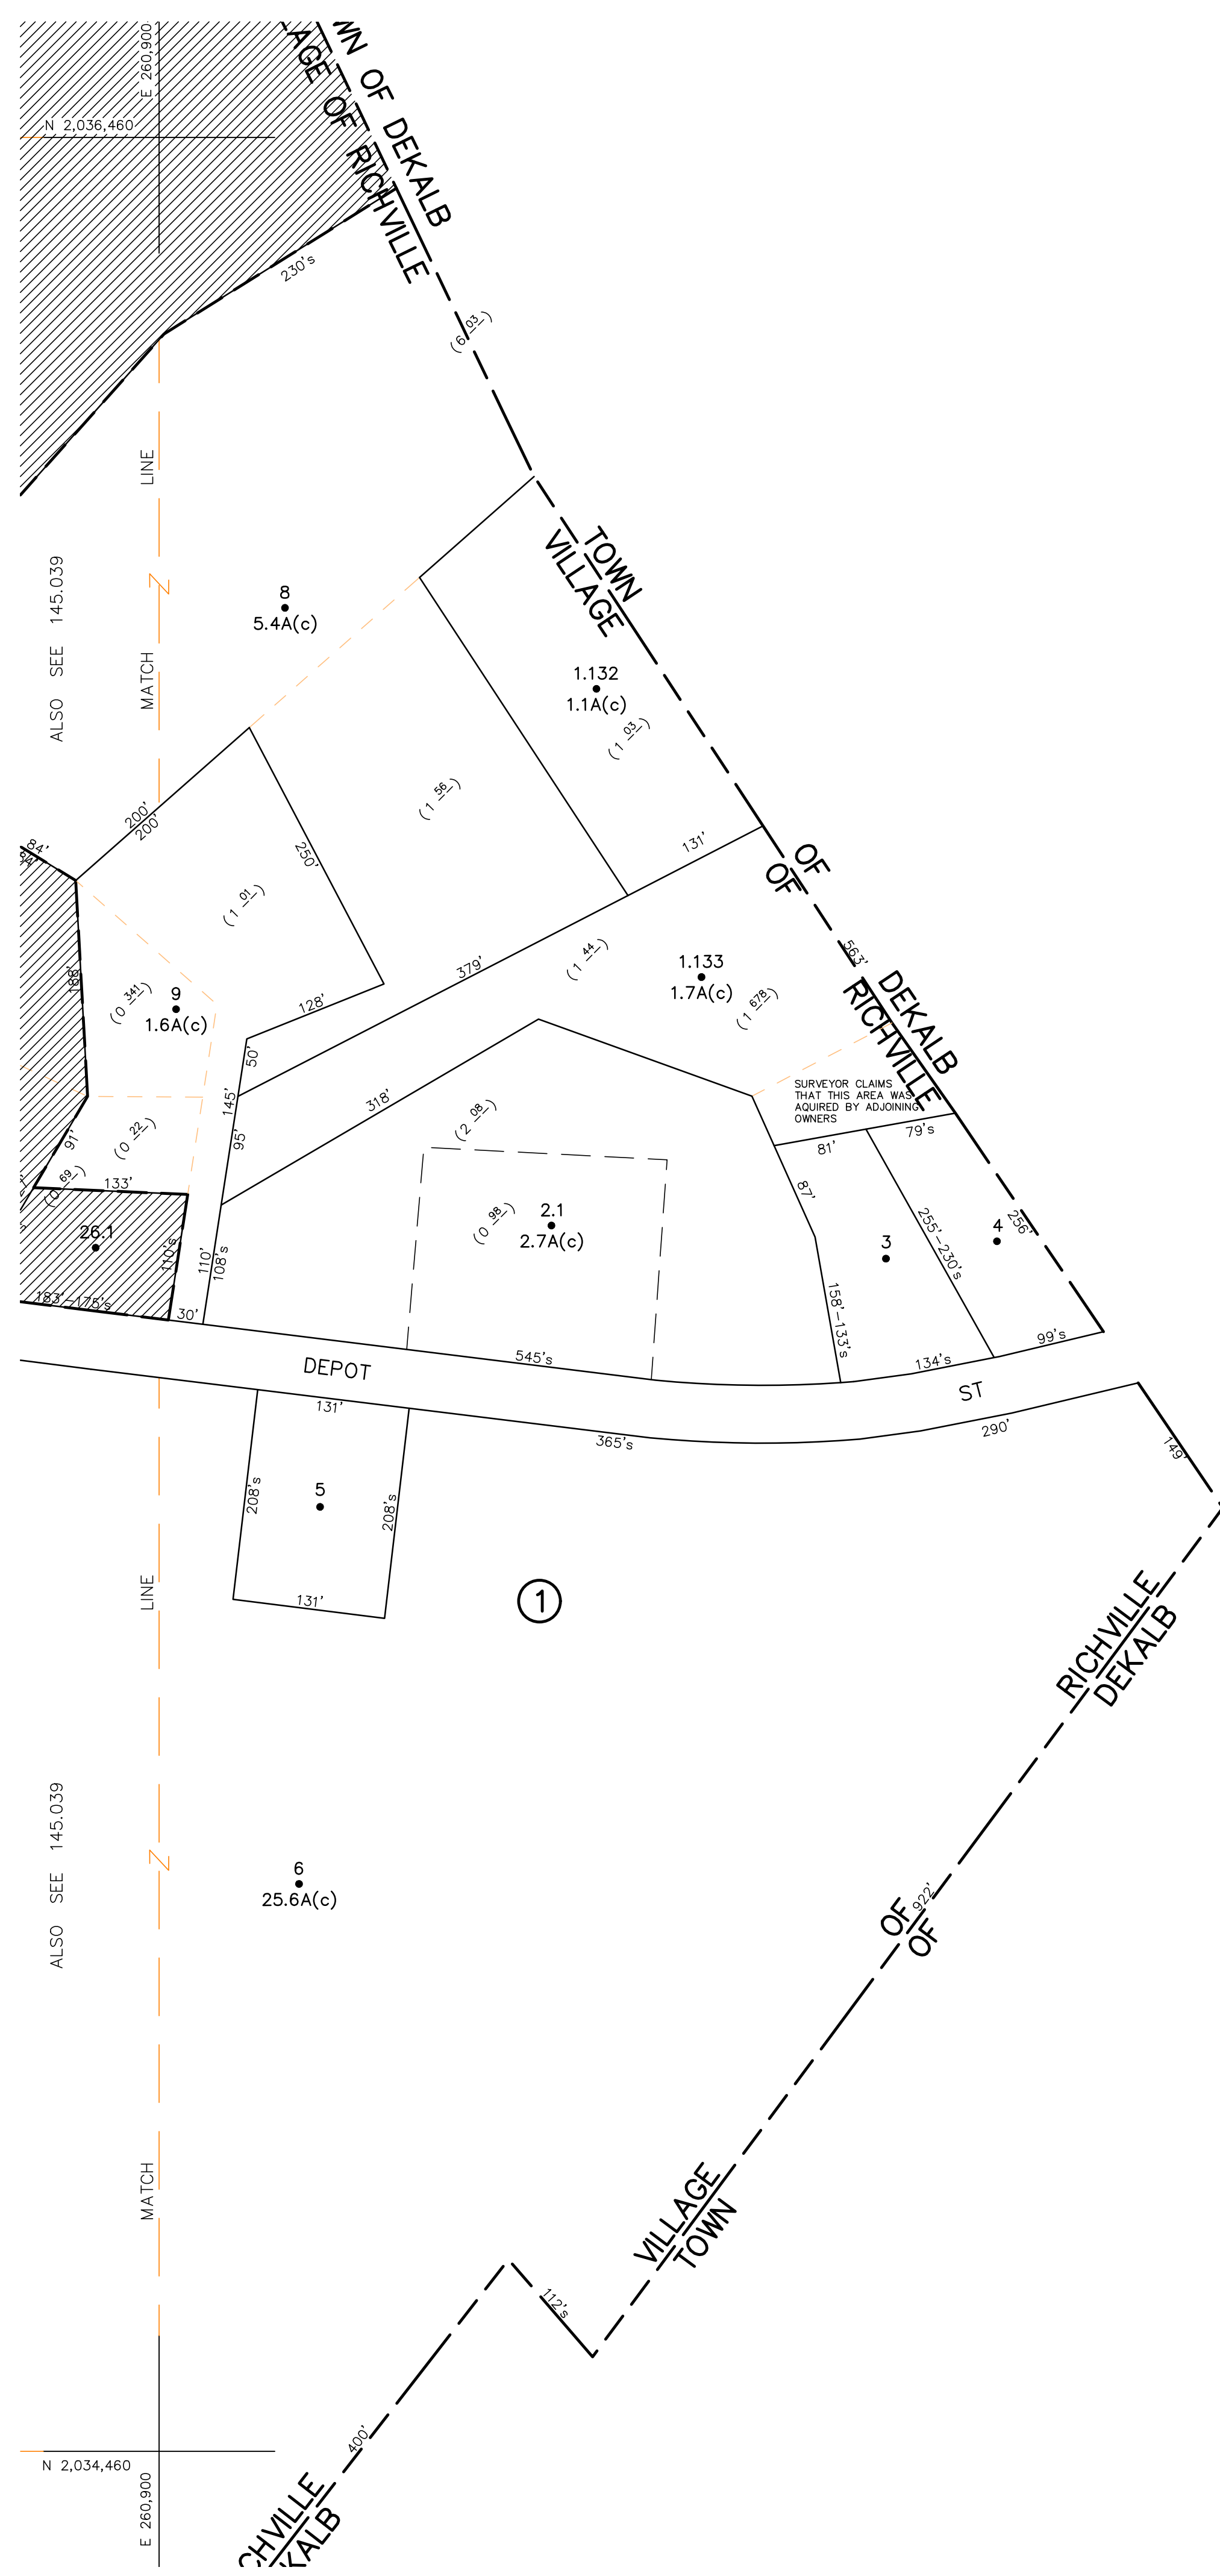 E 260,900
N 2,036,460
WN OF DEKALB
AGE OF RICHVILLE
230's
(6 03)
LINE
MATCH
ALSO SEE 145.039
TOWN
VILLAGE
8
5.4A(c)
1.132
1.1A(c)
(1 03)
(1 56)
131'
OF
OF
200'
200'
84'
84'
250'
(1 01)
563'
DEKALB
RICHVILLE
379'
(1 44)
1.133
1.7A(c)
(1 678)
188'
(0 341)
9
1.6A(c)
128'
50'
145'
95'
318'
(2 08)
SURVEYOR CLAIMS
THAT THIS AREA WAS
AQUIRED BY ADJOINING
OWNERS
79's
81'
87'
91'
(0 22)
(0 69)
133'
26.1
110's
110'
108's
183'-175's
30'
(0 98)
2.1
2.7A(c)
255'-230's
256'
3
4
158'-133's
134's
99's
545's
DEPOT
ST
131'
365's
290'
149'
208's
5
208's
131'
1
LINE
RICHVILLE
DEKALB
ALSO SEE 145.039
6
25.6A(c)
922'
OF
OF
MATCH
VILLAGE
TOWN
112's
400'
N 2,034,460
E 260,900
CHVILLE
KALB